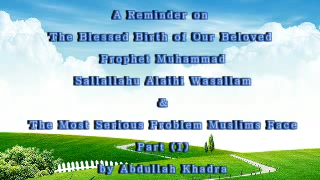 A Reminder on
The Blessed Birth of Our Beloved
Prophet Muhammad
Sallallahu Alaihi Wasallam
&
The Most Serious Problem Muslims Face
Part (1)
by Abdullah Khadra